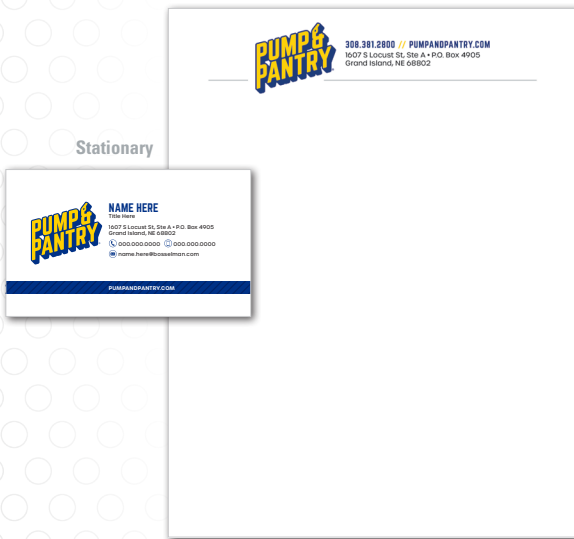 PUMP &
PANTRY
308.381.2800 // PUMPANDPANTRY.COM
1607 S Locust St, Ste A • P.O. Box 4905
Grand Island, NE 68802
Stationary
PUMP &
PANTRY
NAME HERE
Title Here
1607 S Locust St, Ste A • P.O. Box 4905
Grand Island, NE 68802
000.000.0000 000.000.0000
name.here@bosselman.com
PUMPANDPANTRY.COM